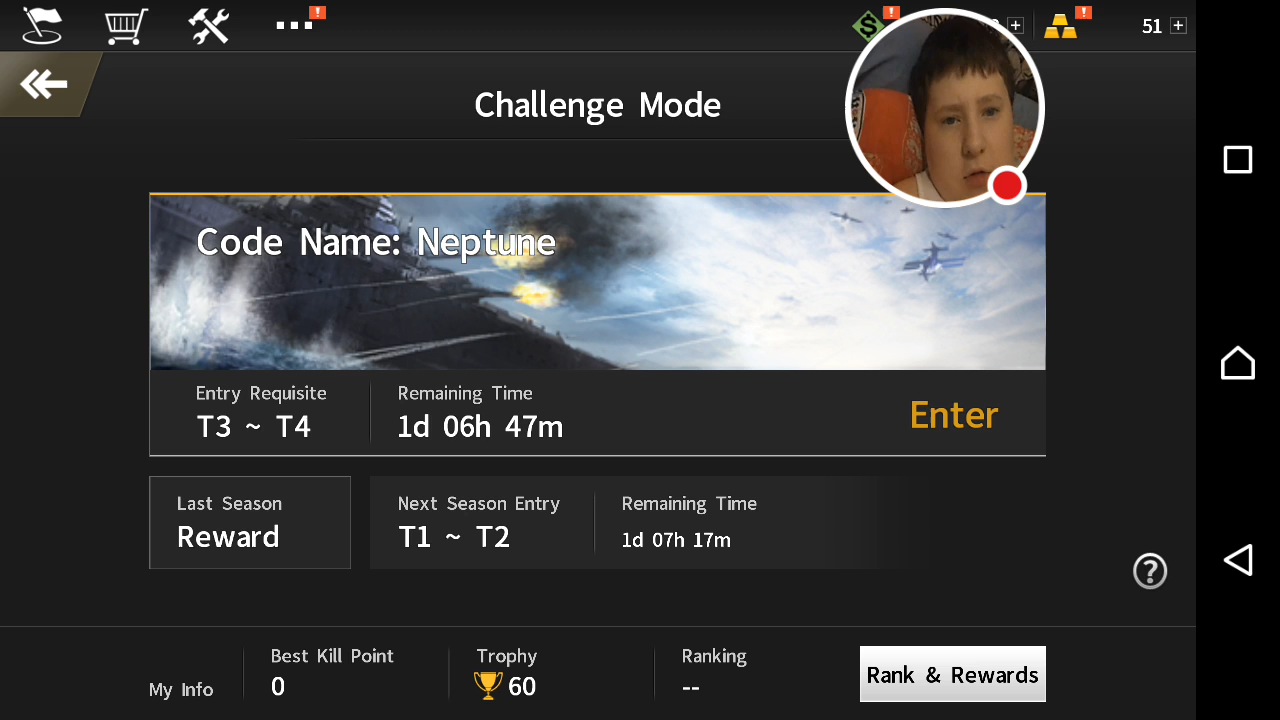 51
Challenge Mode
Code Name: Neptune
Entry Requisite
Remaining Time
T3 ~ T4
1d 06h 47m
Enter
Last Season
Next Season Entry
Remaining Time
Reward
T1 ~ T2
1d 07h 17m
?
Best Kill Point
Trophy
Ranking
My Info
0
60
--
Rank & Rewards